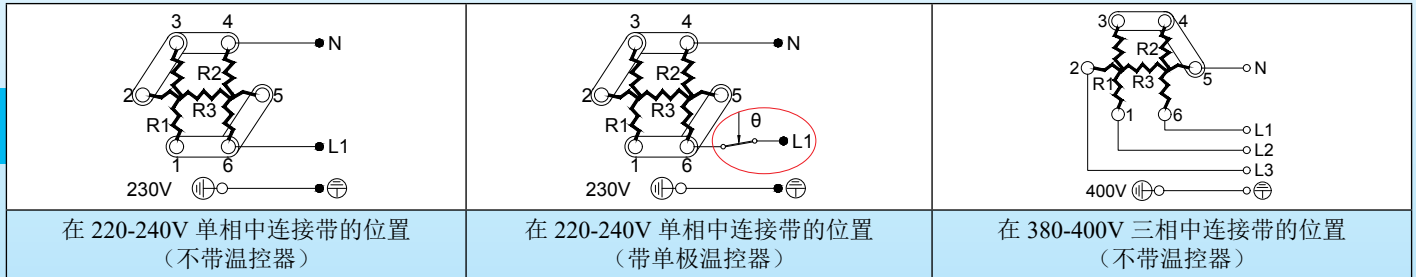 3 4
N
R2
2 5
R3
R1
1 6
L1
230V
在 220-240V 单相中连接带的位置
（不带温控器）
3 4
N
R2
2 5
R3
θ
R1
L1
1 6
230V
在 220-240V 单相中连接带的位置
（带单极温控器）
3 4
R2
2 N
5
R1 R3
1 6
L1
L2
L3
400V
在 380-400V 三相中连接带的位置
（不带温控器）